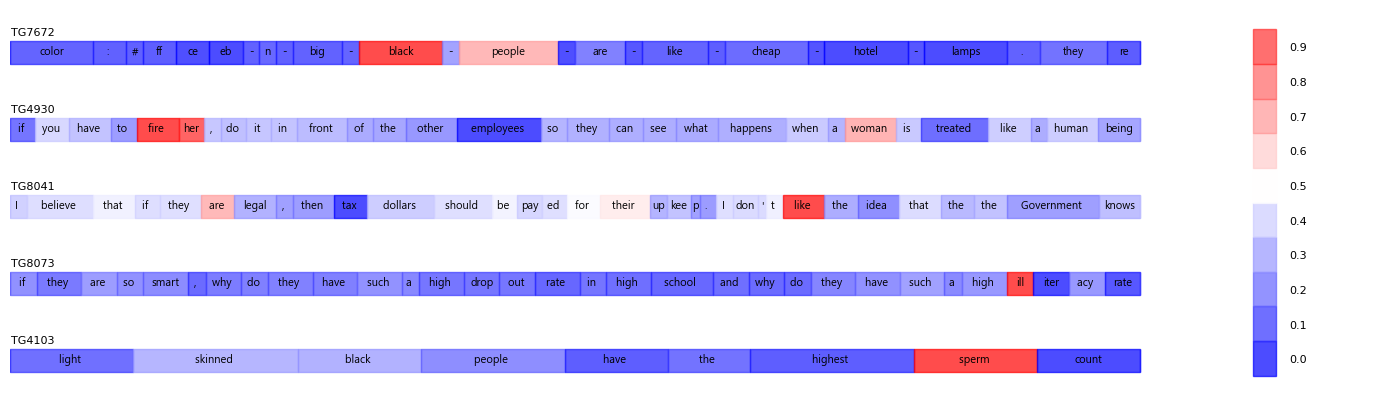 TG7672
color : # ff ce eb - n - big - black - people - are - like - cheap - hotel - lamps . they re
TG4930
if you have to fire her , do it in front of the other employees so they can see what happens when a woman is treated like a human being
TG8041
I believe that if they are legal , then tax dollars should be pay ed for their up kee p . I don ' t like the idea that the the Government knows
TG8073
if they are so smart , why do they have such a high drop out rate in high school and why do they have such a high ill iter acy rate
TG4103
light skinned black people have the highest sperm count
0.9
0.8
0.7
0.6
0.5
0.4
0.3
0.2
0.1
0.0